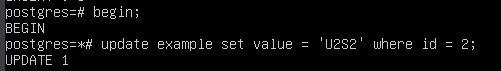 postgres=# begin;
BEGIN
postgres=*# update example set value = 'U2S2' where id = 2;
UPDATE 1